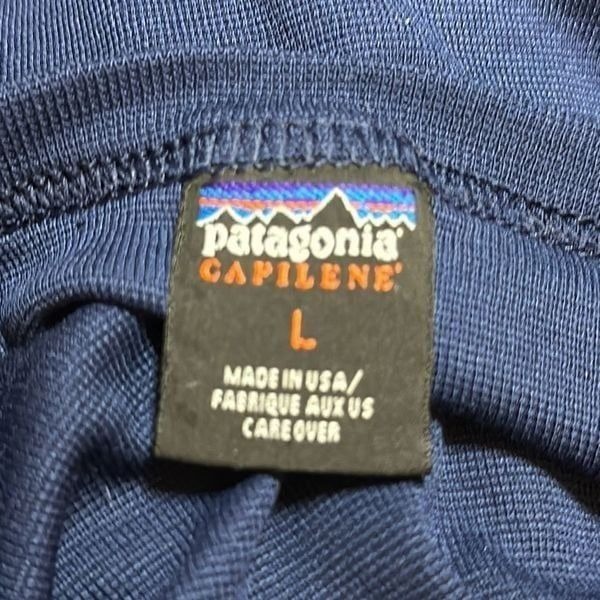 patagonia®
CAPILENE®
L
MADE IN USA/
FABRIQUE AUX US
CARE OVER